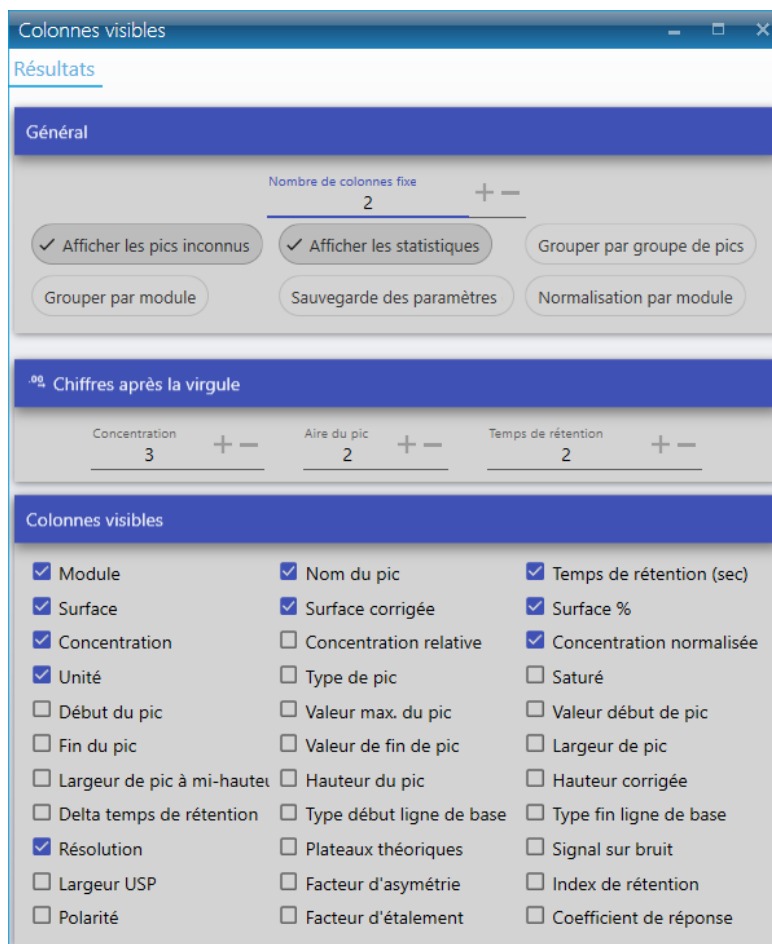 Colonnes visibles
Résultats
Général
Nombre de colonnes fixe
2
Afficher les pics inconnus Afficher les statistiques Grouper par groupe de pics
Grouper par module Sauvegarde des paramètres Normalisation par module
.00 Chiffres après la virgule
Concentration Aire du pic Temps de rétention
3 2 2
Colonnes visibles
Module Nom du pic Temps de rétention (sec)
Surface Surface corrigée Surface %
Concentration Concentration relative Concentration normalisée
Unité Type de pic Saturé
Début du pic Valeur max. du pic Valeur début de pic
Fin du pic Valeur de fin de pic Largeur de pic
Largeur de pic à mi-hauteu Hauteur du pic Hauteur corrigée
Delta temps de rétention Type début ligne de base Type fin ligne de base
Résolution Plateaux théoriques Signal sur bruit
Largeur USP Facteur d'asymétrie Index de rétention
Polarité Facteur d'étalement Coefficient de réponse